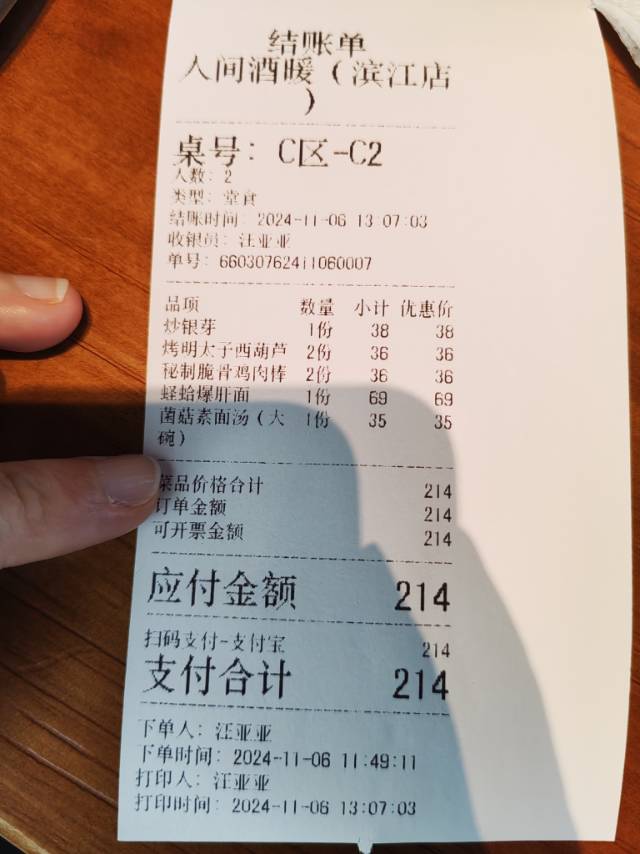 结账单
人间酒暖（滨江店
）
桌号：C区-C2
人数：2
类型：堂食
结账时间：2024-11-06 13:07:03
收银员：汪亚亚
单号：66030762411060007
品项 数量 小计 优惠价
炒银芽 1份 38 38
烤明太子西葫芦 2份 36 36
秘制脆骨鸡肉棒 2份 36 36
蛏蛤爆肝面 1份 69 69
菌菇素面汤（大 1份 35 35
碗）
菜品价格合计 214
订单金额 214
可开票金额 214
应付金额 214
扫码支付-支付宝 214
支付合计 214
下单人：汪亚亚
下单时间：2024-11-06 11:49:11
打印人：汪亚亚
打印时间：2024-11-06 13:07:03